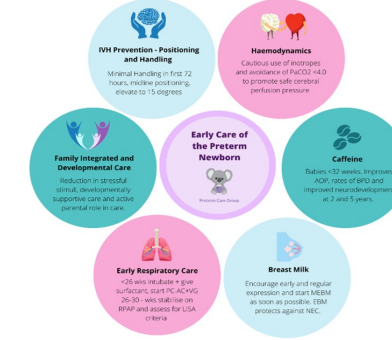 IVH Prevention - Positioning
and Handling
Minimal Handling in first 72
hours, midline positioning,
elevate to 15 degrees
Haemodynamics
Cautious use of inotropes
and avoidance of PaCO2 <4.0
to promote safe cerebral
perfusion pressure
Family Integrated and
Developmental Care
Reduction in stressful
stimuli, developmentally
supportive care and active
parental role in care.
Early Care of
the Preterm
Newborn
Preterm Care Group
Caffeine
Babies <32 weeks. Improves
AOP, rates of BPD and
improved neurodevelopment
at 2 and 5 years.
Early Respiratory Care
<26 wks Intubate + give
surfactant, start PC-AC+VG
26-30 - wks stabilise on
RPAP and assess for LISA
criteria
Breast Milk
Encourage early and regular
expression and start MEBM
as soon as possible. EBM
protects against NEC.